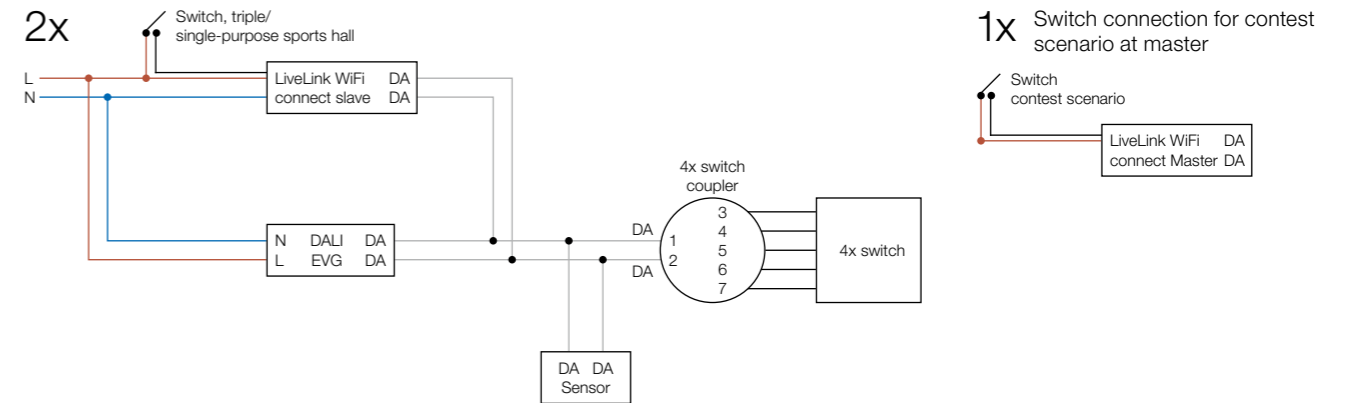 2x
Switch, triple/
single-purpose sports hall
L
N
LiveLink WiFi DA
connect slave DA
N DALI DA
L EVG DA
DA
DA
4x switch
coupler
1
2
3
4
5
6
7
4x switch
DA DA
Sensor
1x Switch connection for contest
scenario at master
Switch
contest scenario
LiveLink WiFi DA
connect Master DA